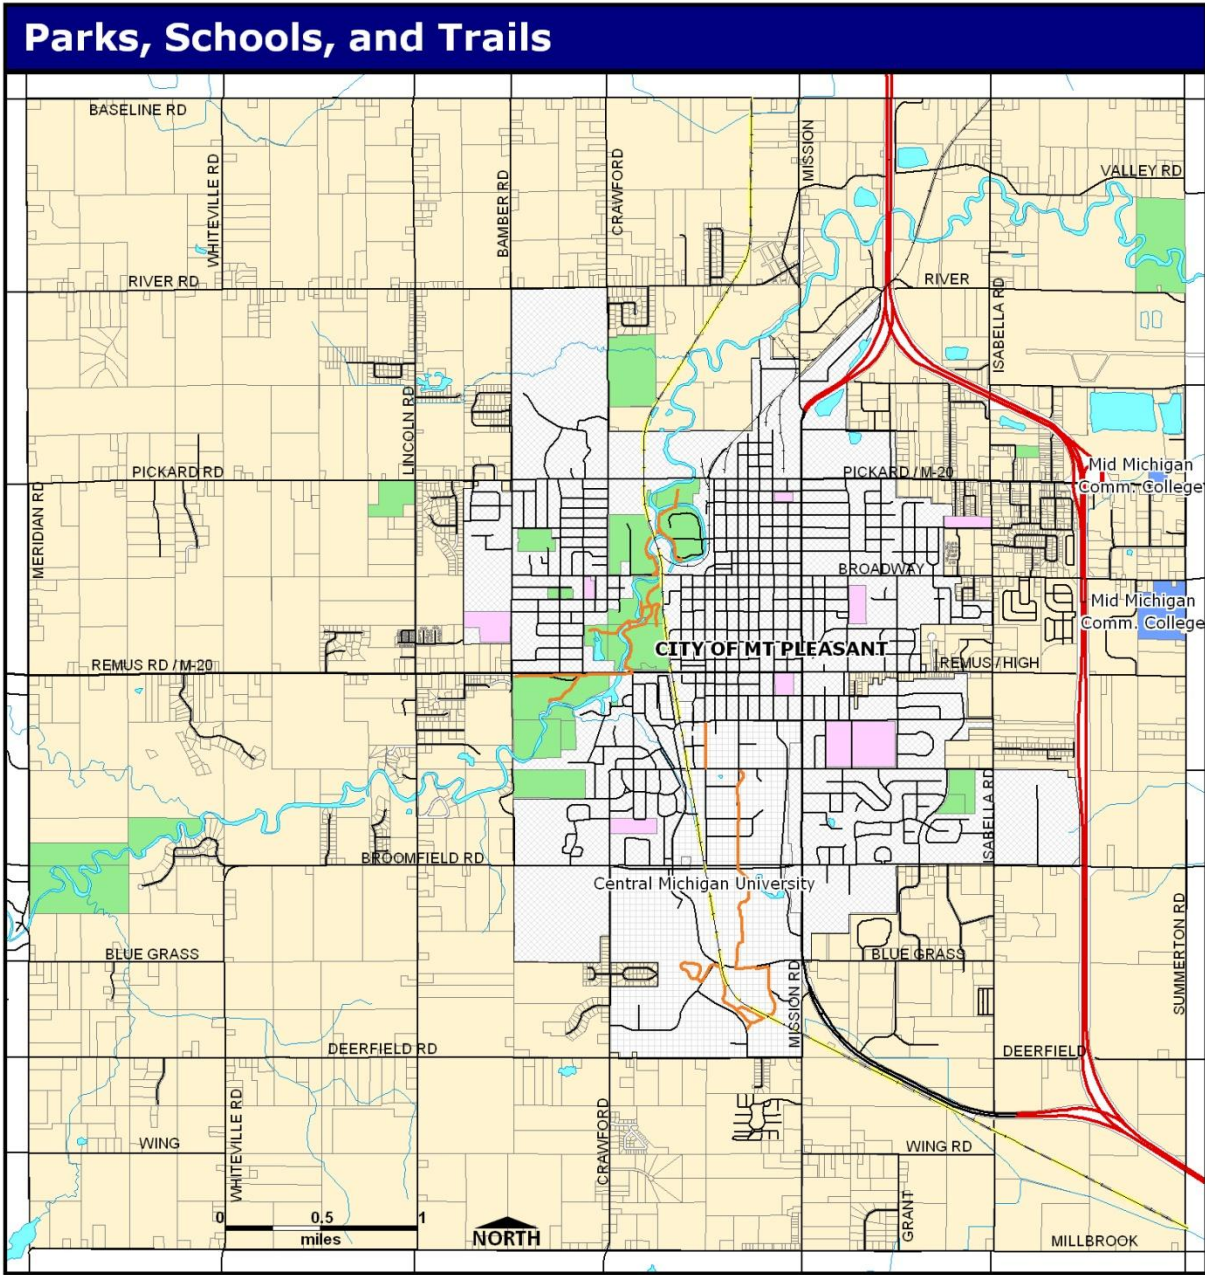 Parks, Schools, and Trails
BASELINE RD
WHITEVILLE RD
BAMBER RD
CRAWFORD
MISSION
VALLEY RD
RIVER RD
RIVER
ISABELLA RD
LINCOLN RD
MERIDIAN RD
PICKARD RD
PICKARD / M-20
Mid Michigan
Comm. College
BROADWAY
Mid Michigan
Comm. College
CITY OF MT PLEASANT
REMUS RD / M-20
REMUS / HIGH
ISABELLA RD
BROOMFIELD RD
Central Michigan University
BLUE GRASS
BLUE GRASS
MISSION RD
SUMMERTON RD
DEERFIELD RD
DEERFIELD
WHITEVILLE RD
CRAWFORD
WING
WING RD
GRANT
0 0.5 1
miles
NORTH
MILLBROOK